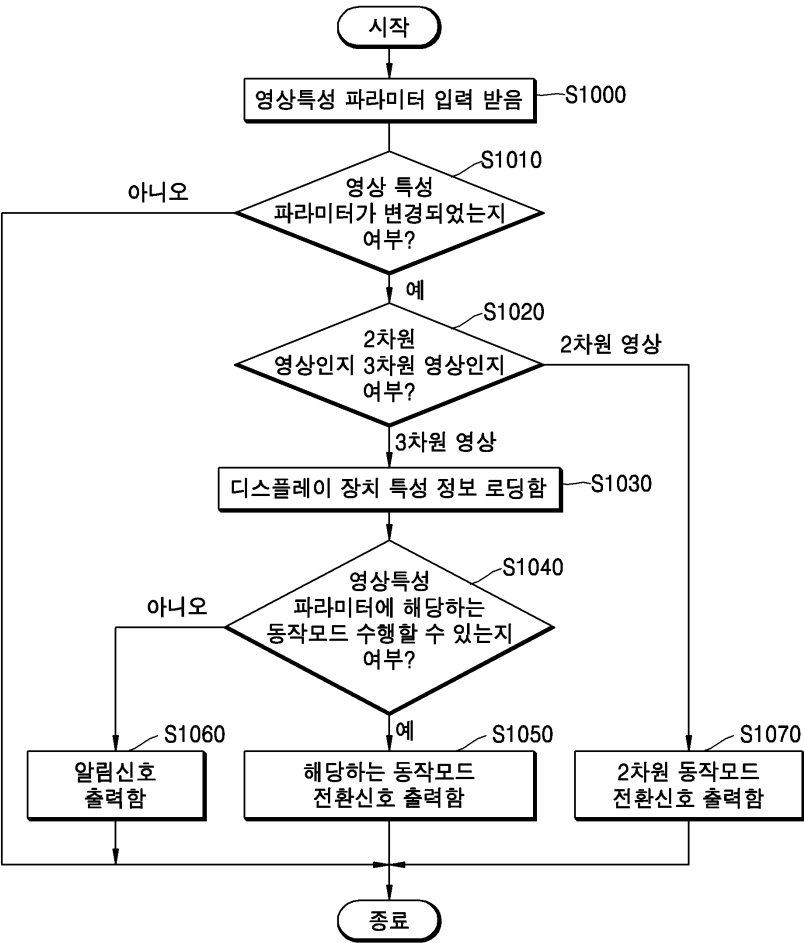 시작
영상특성 파라미터 입력 받음
S1000
S1010
아니오
영상 특성
파라미터가 변경되었는지
여부?
예
S1020
2차원
영상인지 3차원 영상인지
여부?
2차원 영상
3차원 영상
디스플레이 장치 특성 정보 로딩함
S1030
S1040
영상특성
파라미터에 해당하는
동작모드 수행할 수 있는지
여부?
아니오
예
S1060
알림신호
출력함
S1050
해당하는 동작모드
전환신호 출력함
S1070
2차원 동작모드
전환신호 출력함
종료